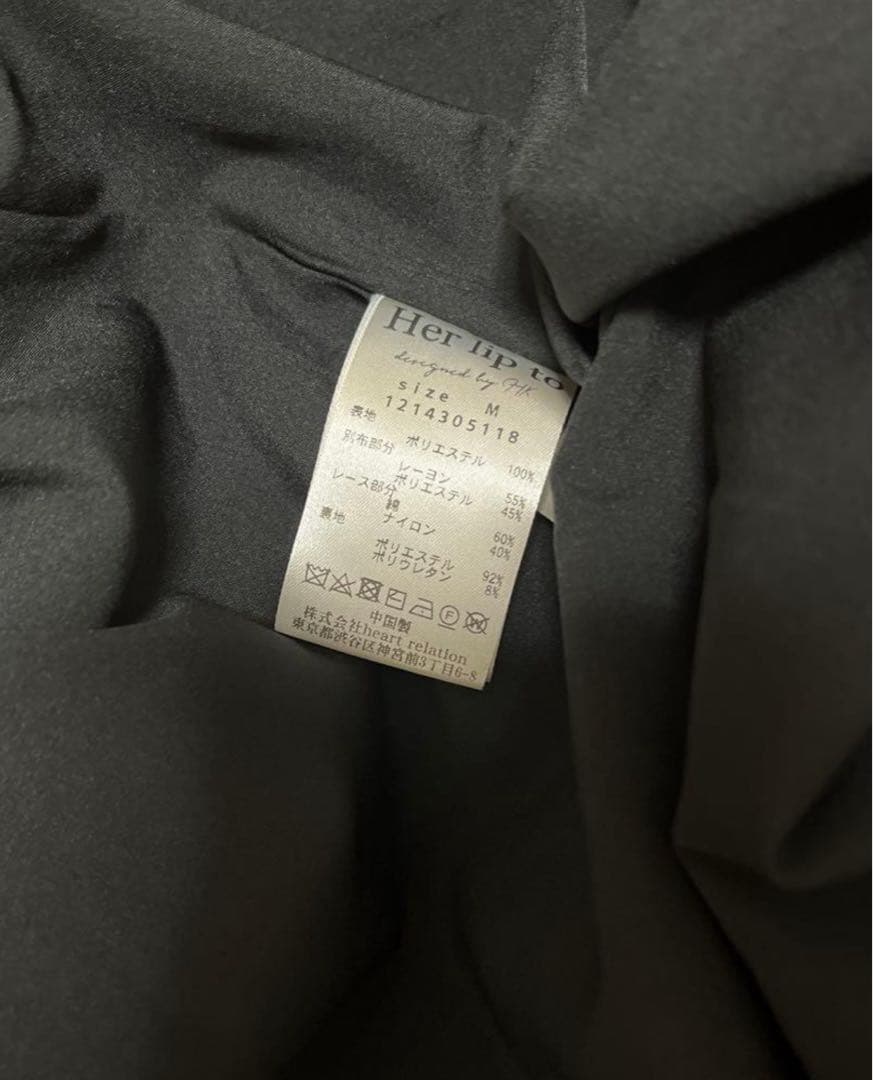 Her lip to
designed by HK
size M
1214305118
表地 ポリエステル 100%
別布部分 レーヨン 55%
ポリエステル 45%
レース部分 綿 60%
ナイロン 40%
裏地 ポリエステル 92%
ポリウレタン 8%
中国製
株式会社heart relation
東京都渋谷区神宮前3丁目6-8